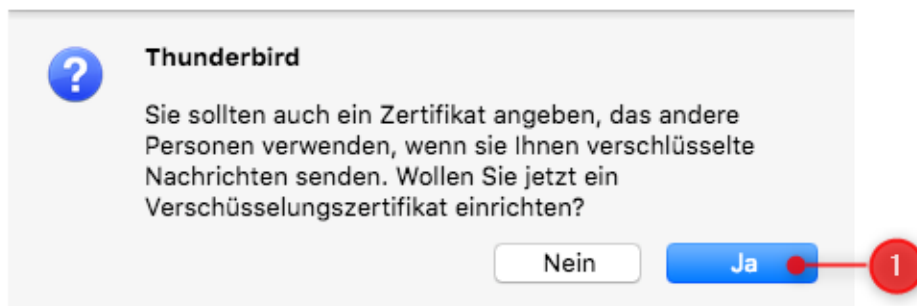 Thunderbird
Sie sollten auch ein Zertifikat angeben, das andere
Personen verwenden, wenn sie Ihnen verschlüsselte
Nachrichten senden. Wollen Sie jetzt ein
Verschüsselungszertifikat einrichten?
Nein Ja 1